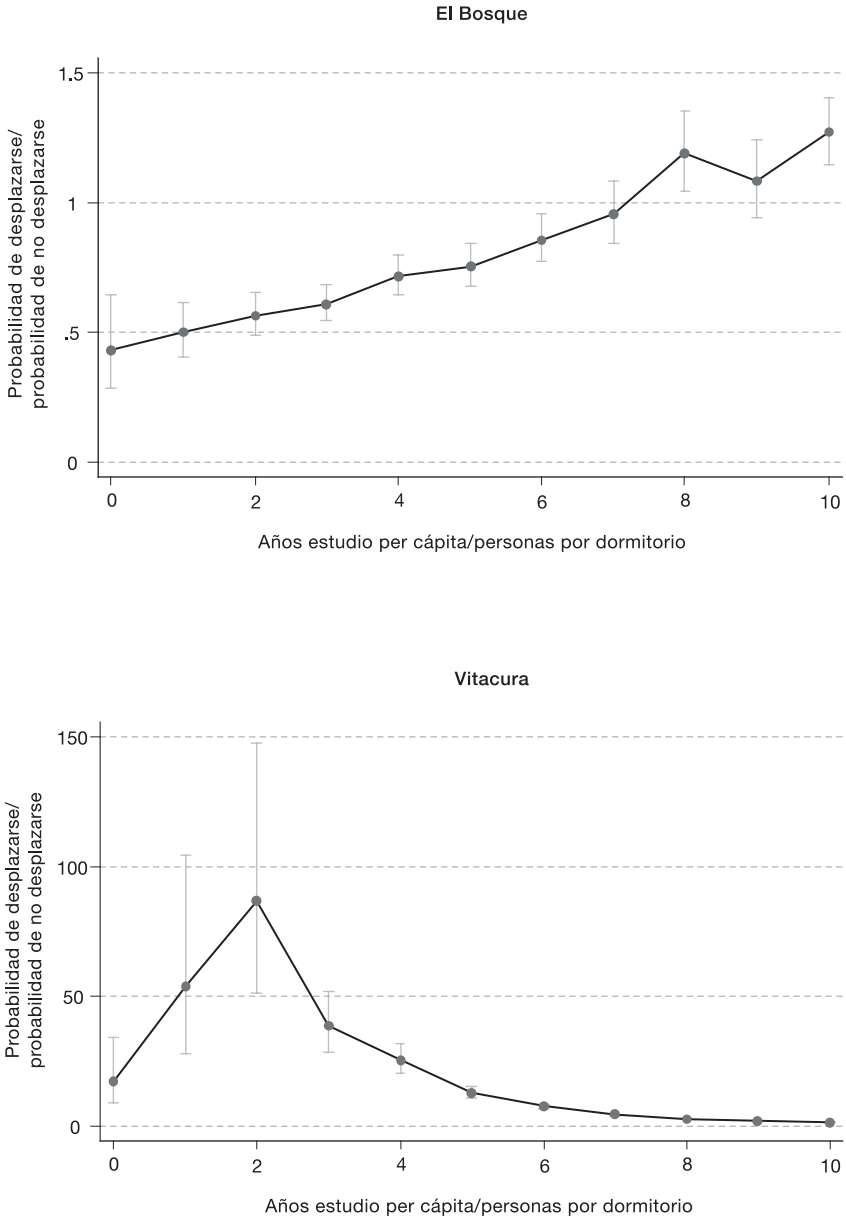 El Bosque
Probabilidad de desplazarse/
probabilidad de no desplazarse
1.5
1
.5
0
0 2 4 6 8 10
Años estudio per cápita/personas por dormitorio
Vitacura
Probabilidad de desplazarse/
probabilidad de no desplazarse
150
100
50
0
0 2 4 6 8 10
Años estudio per cápita/personas por dormitorio